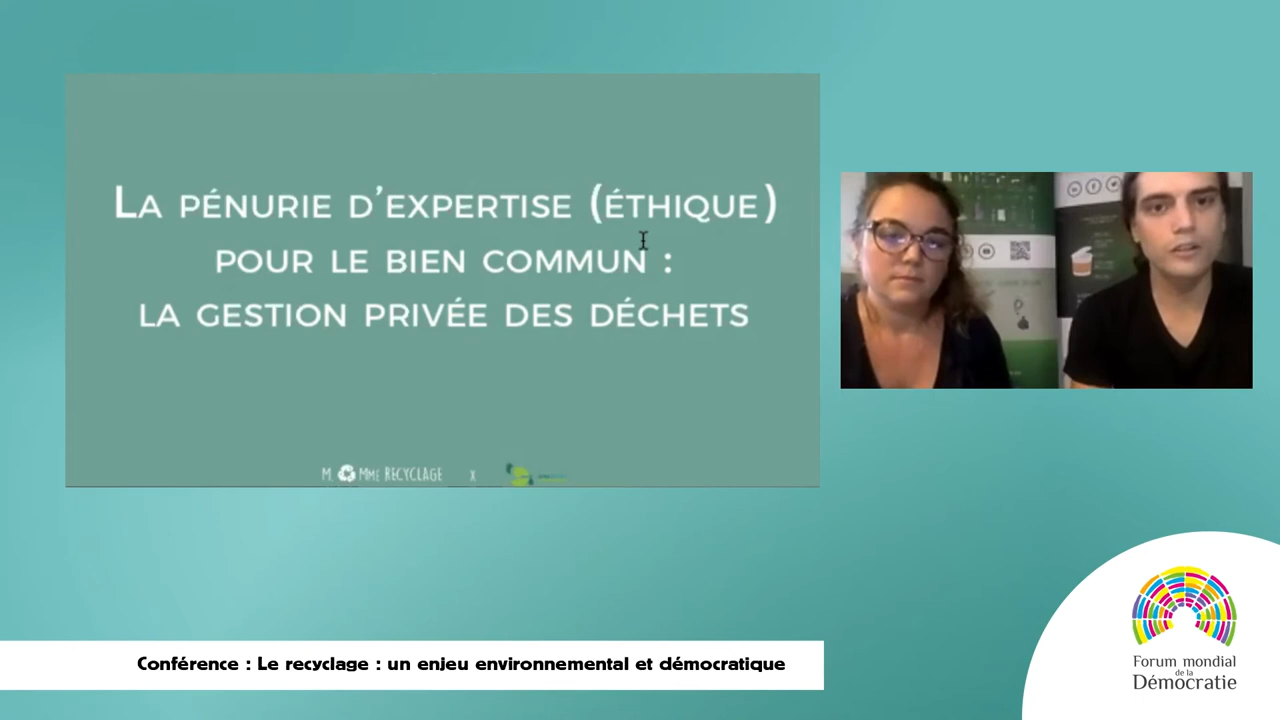 LA PÉNURIE D'EXPERTISE (ÉTHIQUE)
POUR LE BIEN COMMUN :
LA GESTION PRIVÉE DES DÉCHETS
M. MME RECYCLAGE X
Conférence : Le recyclage : un enjeu environnemental et démocratique
Forum mondial
de la
Démocratie